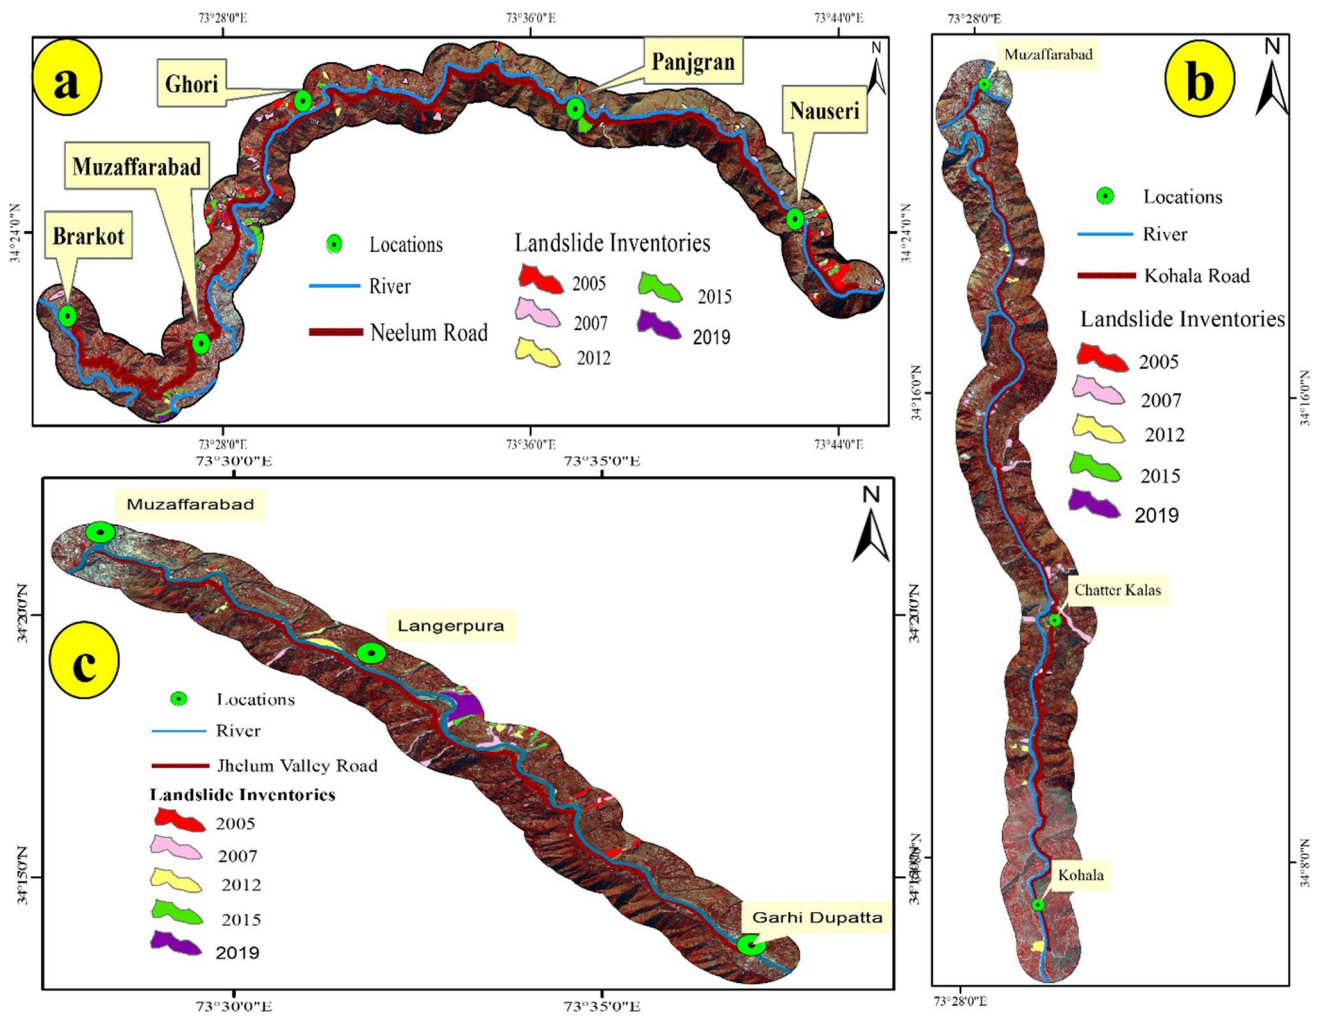 73°28'0"E
73°36'0"E
73°44'0"E
a
Ghori
Panjgran
N
Nauseri
Muzaffarabad
Brarkot
34°24'0"N
34°24'0"N
Locations
River
Neelum Road
Landslide Inventories
2005
2007
2012
2015
2019
73°28'0"E
73°36'0"E
73°44'0"E
73°28'0"E
b
Muzaffarabad
N
Locations
River
Kohala Road
Landslide Inventories
2005
2007
2012
2015
2019
34°16'0"N
34°16'0"N
Chatter Kalas
Kohala
34°8'0"N
73°28'0"E
73°30'0"E
73°35'0"E
c
Muzaffarabad
N
Langerpura
Garhi Dupatta
Locations
River
Jhelum Valley Road
Landslide Inventories
2005
2007
2012
2015
2019
34°20'0"N
34°20'0"N
34°15'0"N
73°30'0"E
73°35'0"E